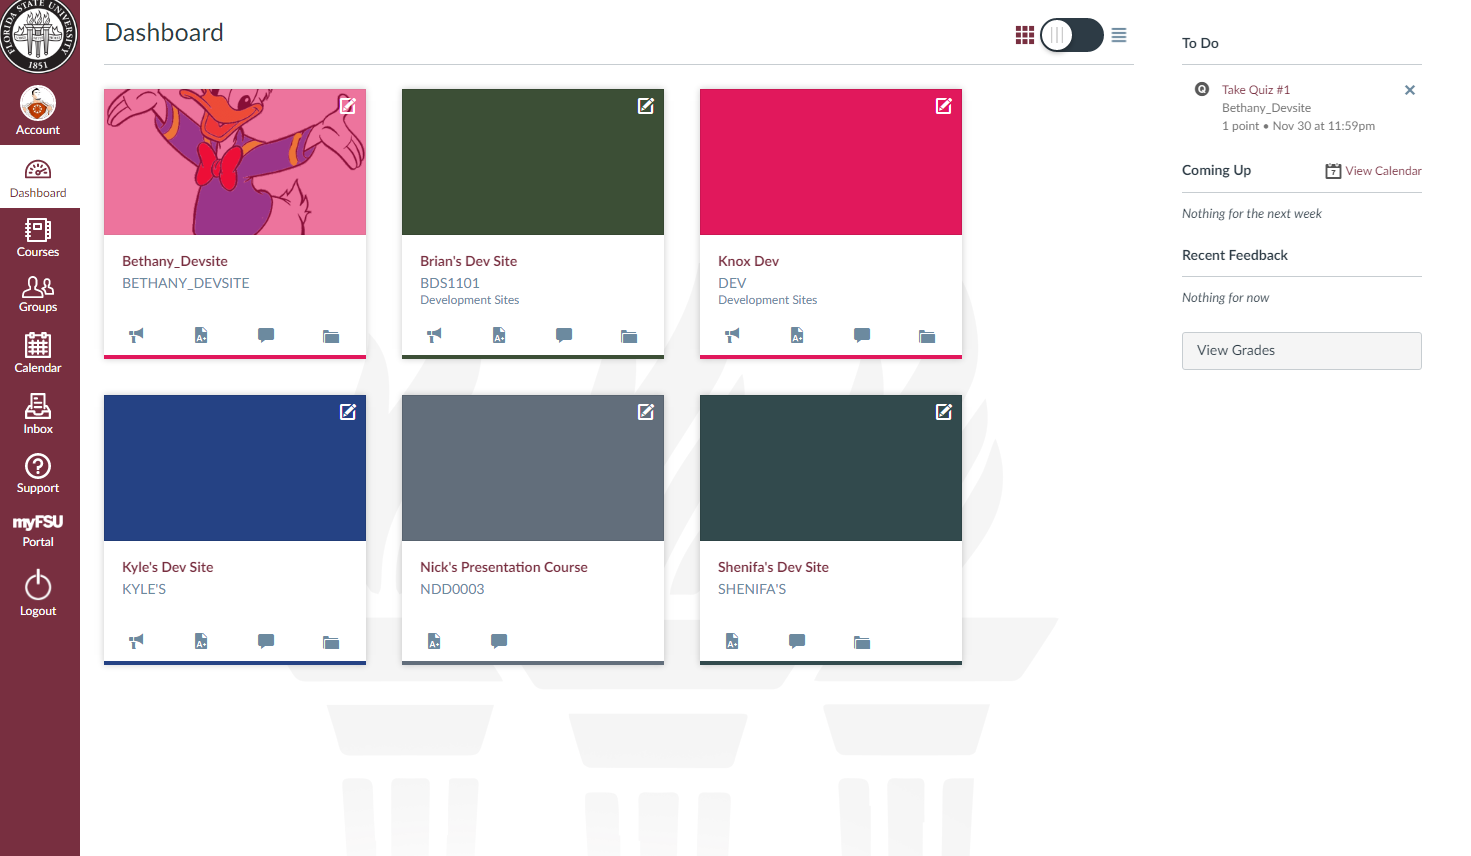 FLORIDA STATE UNIVERSITY
1851
Account
Dashboard
Courses
Groups
Calendar
Inbox
Support
myFSU
Portal
Logout
Dashboard
Bethany_Devsite
BETHANY_DEVSITE
A+
Brian's Dev Site
BDS1101
Development Sites
A+
Knox Dev
DEV
Development Sites
A+
Kyle's Dev Site
KYLE'S
A+
Nick's Presentation Course
NDD0003
A+
Shenifa's Dev Site
SHENIFA'S
A+
To Do
Q Take Quiz #1
Bethany_Devsite
1 point • Nov 30 at 11:59pm
Coming Up 7 View Calendar
Nothing for the next week
Recent Feedback
Nothing for now
View Grades